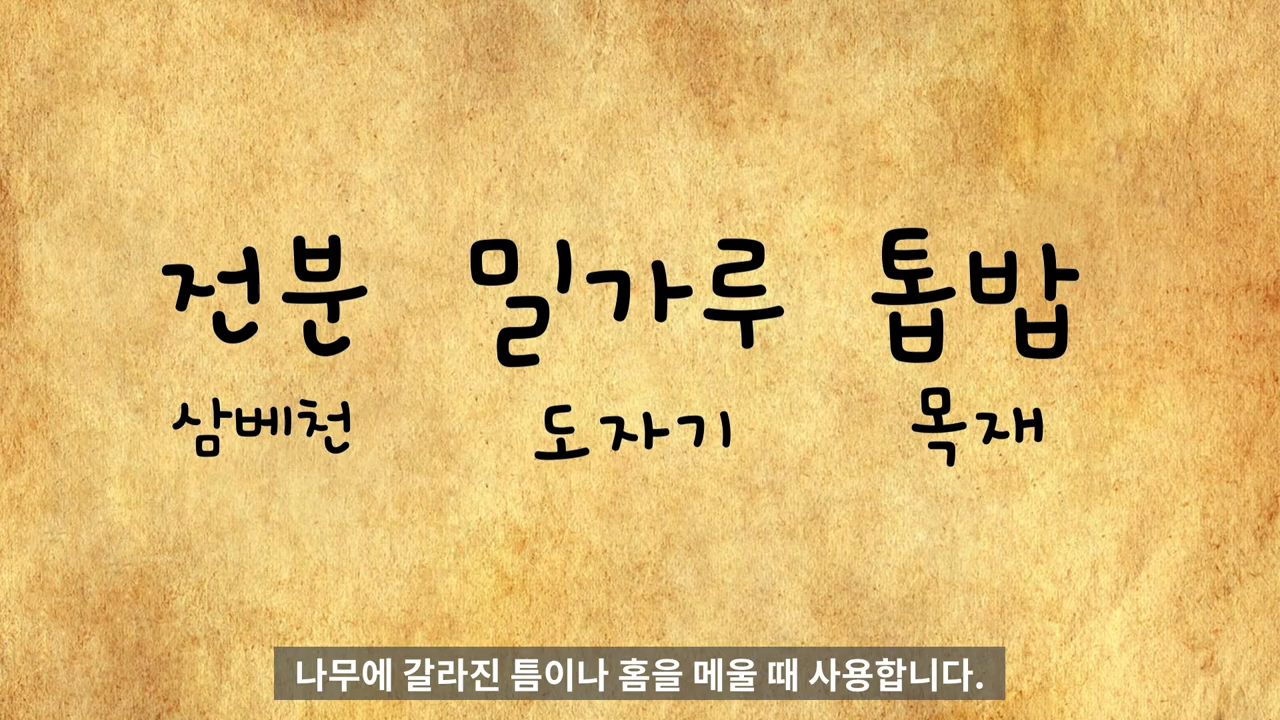 전분 밀가루 톱밥
삼베천 도자기 목재
나무에 갈라진 틈이나 홈을 메울 때 사용합니다.